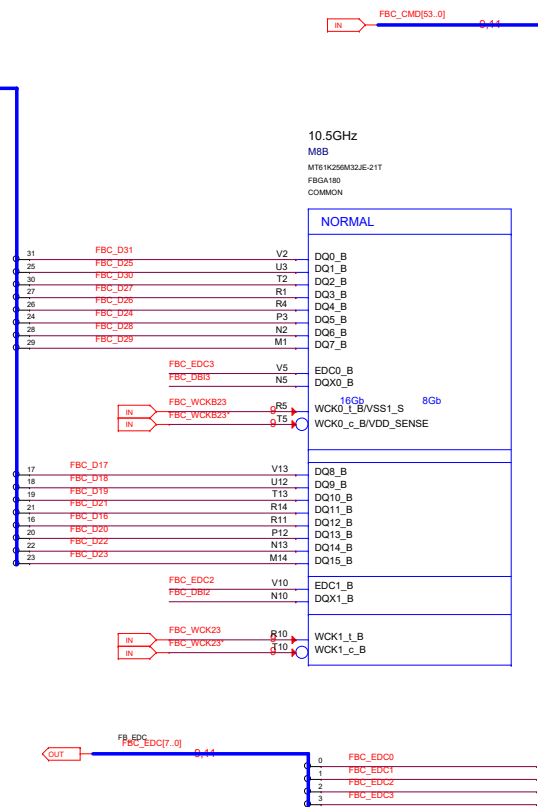 FBC_CMD[53..0]
IN
9,11
10.5GHz
M8B
MT61K256M32JE-21T
FBGA180
COMMON
NORMAL
31 FBC_D31 V2 DQ0_B
25 FBC_D25 U3 DQ1_B
30 FBC_D30 T2 DQ2_B
27 FBC_D27 R1 DQ3_B
26 FBC_D26 R4 DQ4_B
24 FBC_D24 P3 DQ5_B
28 FBC_D28 N2 DQ6_B
29 FBC_D29 M1 DQ7_B
FBC_EDC3 V5 EDC0_B
FBC_DBI3 N5 DQX0_B
16Gb 8Gb
IN FBC_WCKB23 9 R5 WCK0_t_B/VSS1_S
IN FBC_WCKB23* 9 T5 WCK0_c_B/VDD_SENSE
17 FBC_D17 V13 DQ8_B
18 FBC_D18 U12 DQ9_B
19 FBC_D19 T13 DQ10_B
21 FBC_D21 R14 DQ11_B
16 FBC_D16 R11 DQ12_B
20 FBC_D20 P12 DQ13_B
22 FBC_D22 N13 DQ14_B
23 FBC_D23 M14 DQ15_B
FBC_EDC2 V10 EDC1_B
FBC_DBI2 N10 DQX1_B
IN FBC_WCK23 9 R10 WCK1_t_B
IN FBC_WCK23* 9 T10 WCK1_c_B
FB_EDC
OUT FBC_EDC[7..0] 9,11
0 FBC_EDC0
1 FBC_EDC1
2 FBC_EDC2
3 FBC_EDC3